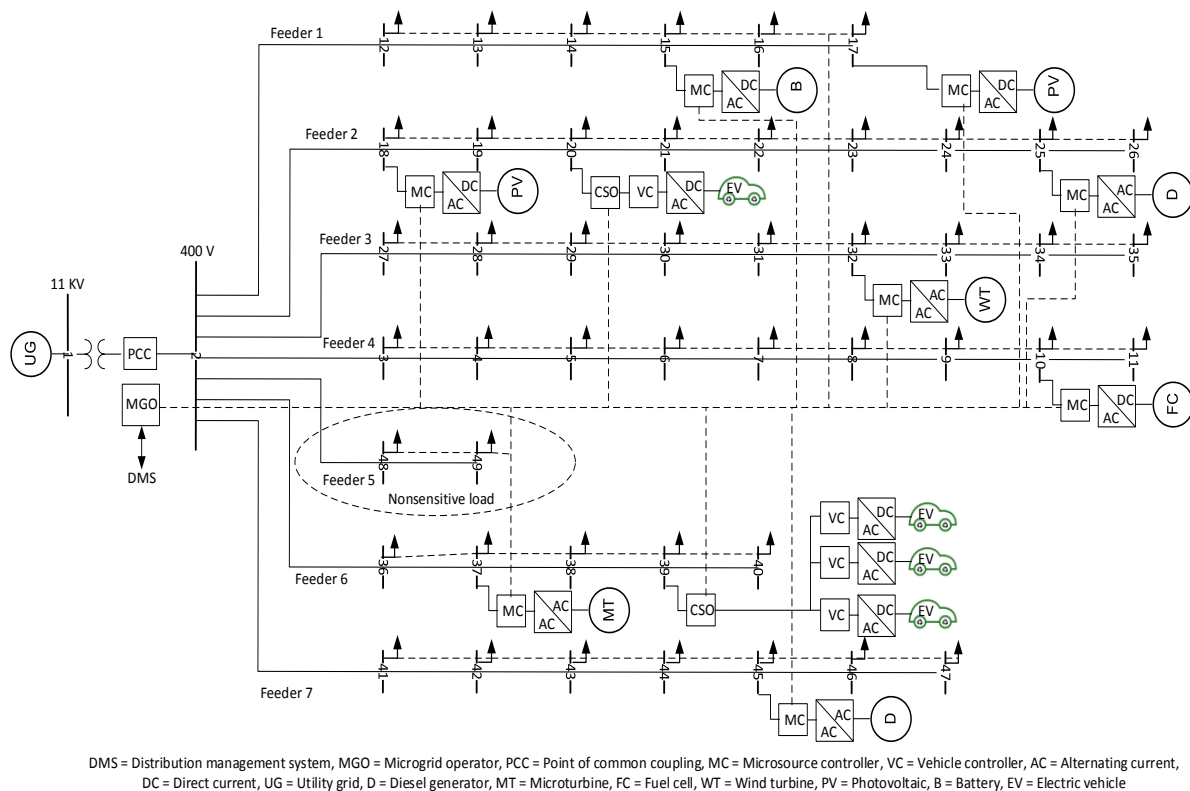 Feeder 1
12 13 14 15 16 17
MC DC AC B
MC DC AC PV
Feeder 2
18 19 20 21 22 23 24 25 26
MC DC AC PV
CSO VC DC AC EV
MC AC AC D
Feeder 3
27 28 29 30 31 32 33 34 35
MC AC AC WT
400 V
11 KV
UG 1 PCC 2
Feeder 4
3 4 5 6 7 8 9 10 11
MC DC AC FC
MGO
DMS
48 49
Feeder 5
Nonsensitive load
VC DC AC EV
VC DC AC EV
VC DC AC EV
36 37 38 39 40
Feeder 6
MC AC AC MT
CSO
41 42 43 44 45 46 47
Feeder 7
MC AC AC D
DMS = Distribution management system, MGO = Microgrid operator, PCC = Point of common coupling, MC = Microsource controller, VC = Vehicle controller, AC = Alternating current,
DC = Direct current, UG = Utility grid, D = Diesel generator, MT = Microturbine, FC = Fuel cell, WT = Wind turbine, PV = Photovoltaic, B = Battery, EV = Electric vehicle